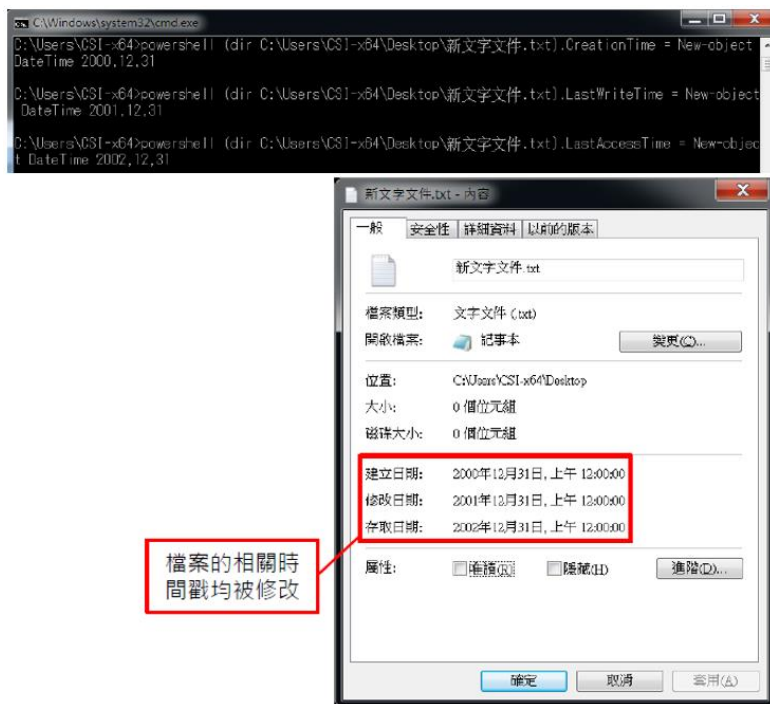 C:\Windows\system32\cmd.exe
C:\Users\CSI-x64>powershell (dir C:\Users\CSI-x64\Desktop\新文字文件.txt).CreationTime = New-object
DateTime 2000,12,31
C:\Users\CSI-x64>powershell (dir C:\Users\CSI-x64\Desktop\新文字文件.txt).LastWriteTime = New-object
DateTime 2001,12,31
C:\Users\CSI-x64>powershell (dir C:\Users\CSI-x64\Desktop\新文字文件.txt).LastAccessTime = New-objec
t DateTime 2002,12,31
新文字文件.txt - 內容
一般 安全性 詳細資料 以前的版本
新文字文件.txt
檔案類型: 文字文件 (.txt)
開啟檔案: 記事本 變更(C)...
位置: C:\Users\CSI-x64\Desktop
大小: 0 個位元組
磁碟大小: 0 個位元組
建立日期: 2000年12月31日, 上午 12:00:00
修改日期: 2001年12月31日, 上午 12:00:00
存取日期: 2002年12月31日, 上午 12:00:00
檔案的相關時
間戳均被修改
屬性: 唯讀(R) 隱藏(H) 進階(D)...
確定 取消 套用(A)